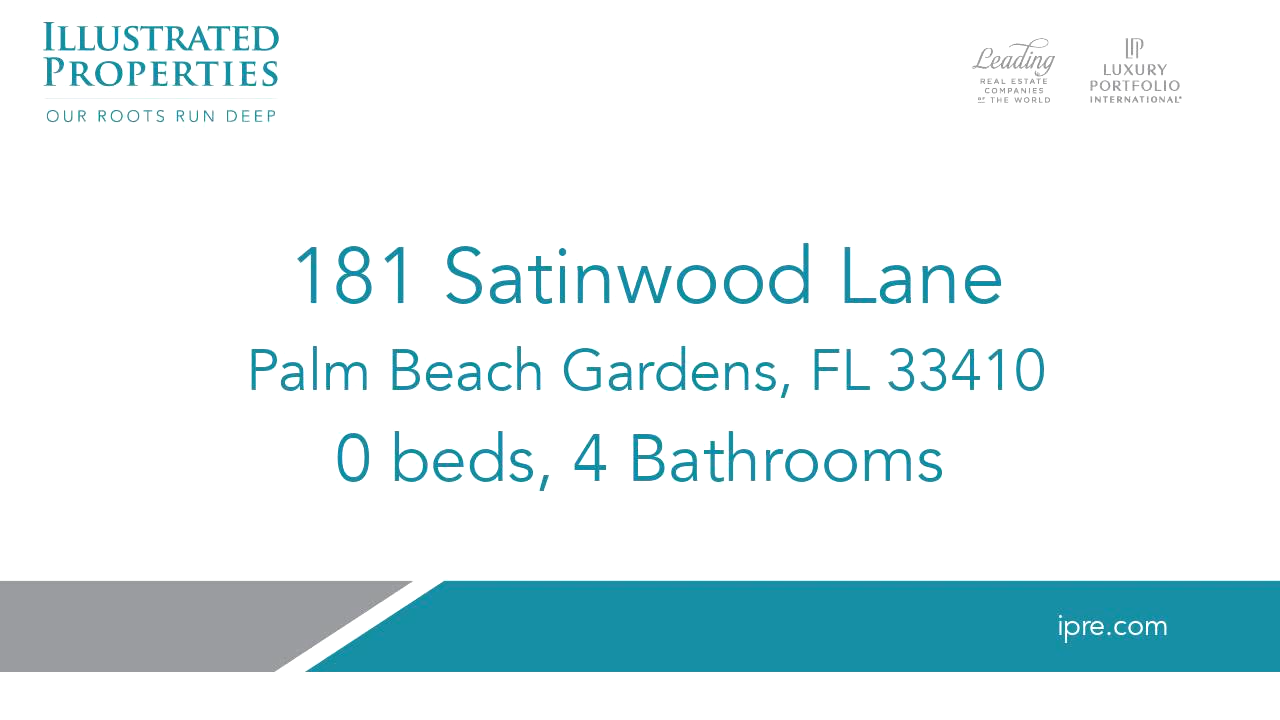 ILLUSTRATED
PROPERTIES
OUR ROOTS RUN DEEP
Leading
REAL ESTATE
COMPANIES
OF THE WORLD
LP
LUXURY
PORTFOLIO
INTERNATIONAL®
181 Satinwood Lane
Palm Beach Gardens, FL 33410
0 beds, 4 Bathrooms
ipre.com